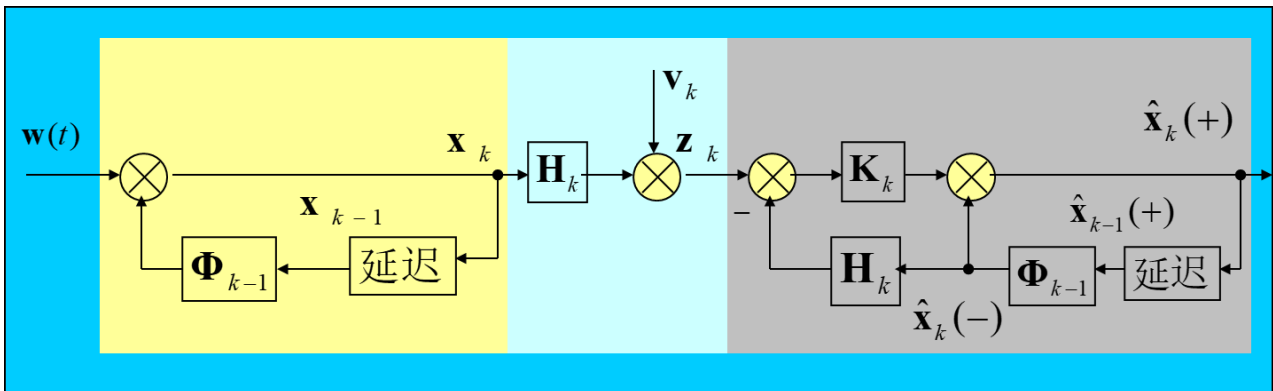 w(t)
x k
H k
v k
z k
K k
x̂ k (+)
x k − 1
Φ k−1
延迟
−
H k
x̂ k (−)
x̂ k−1 (+)
Φ k−1
延迟